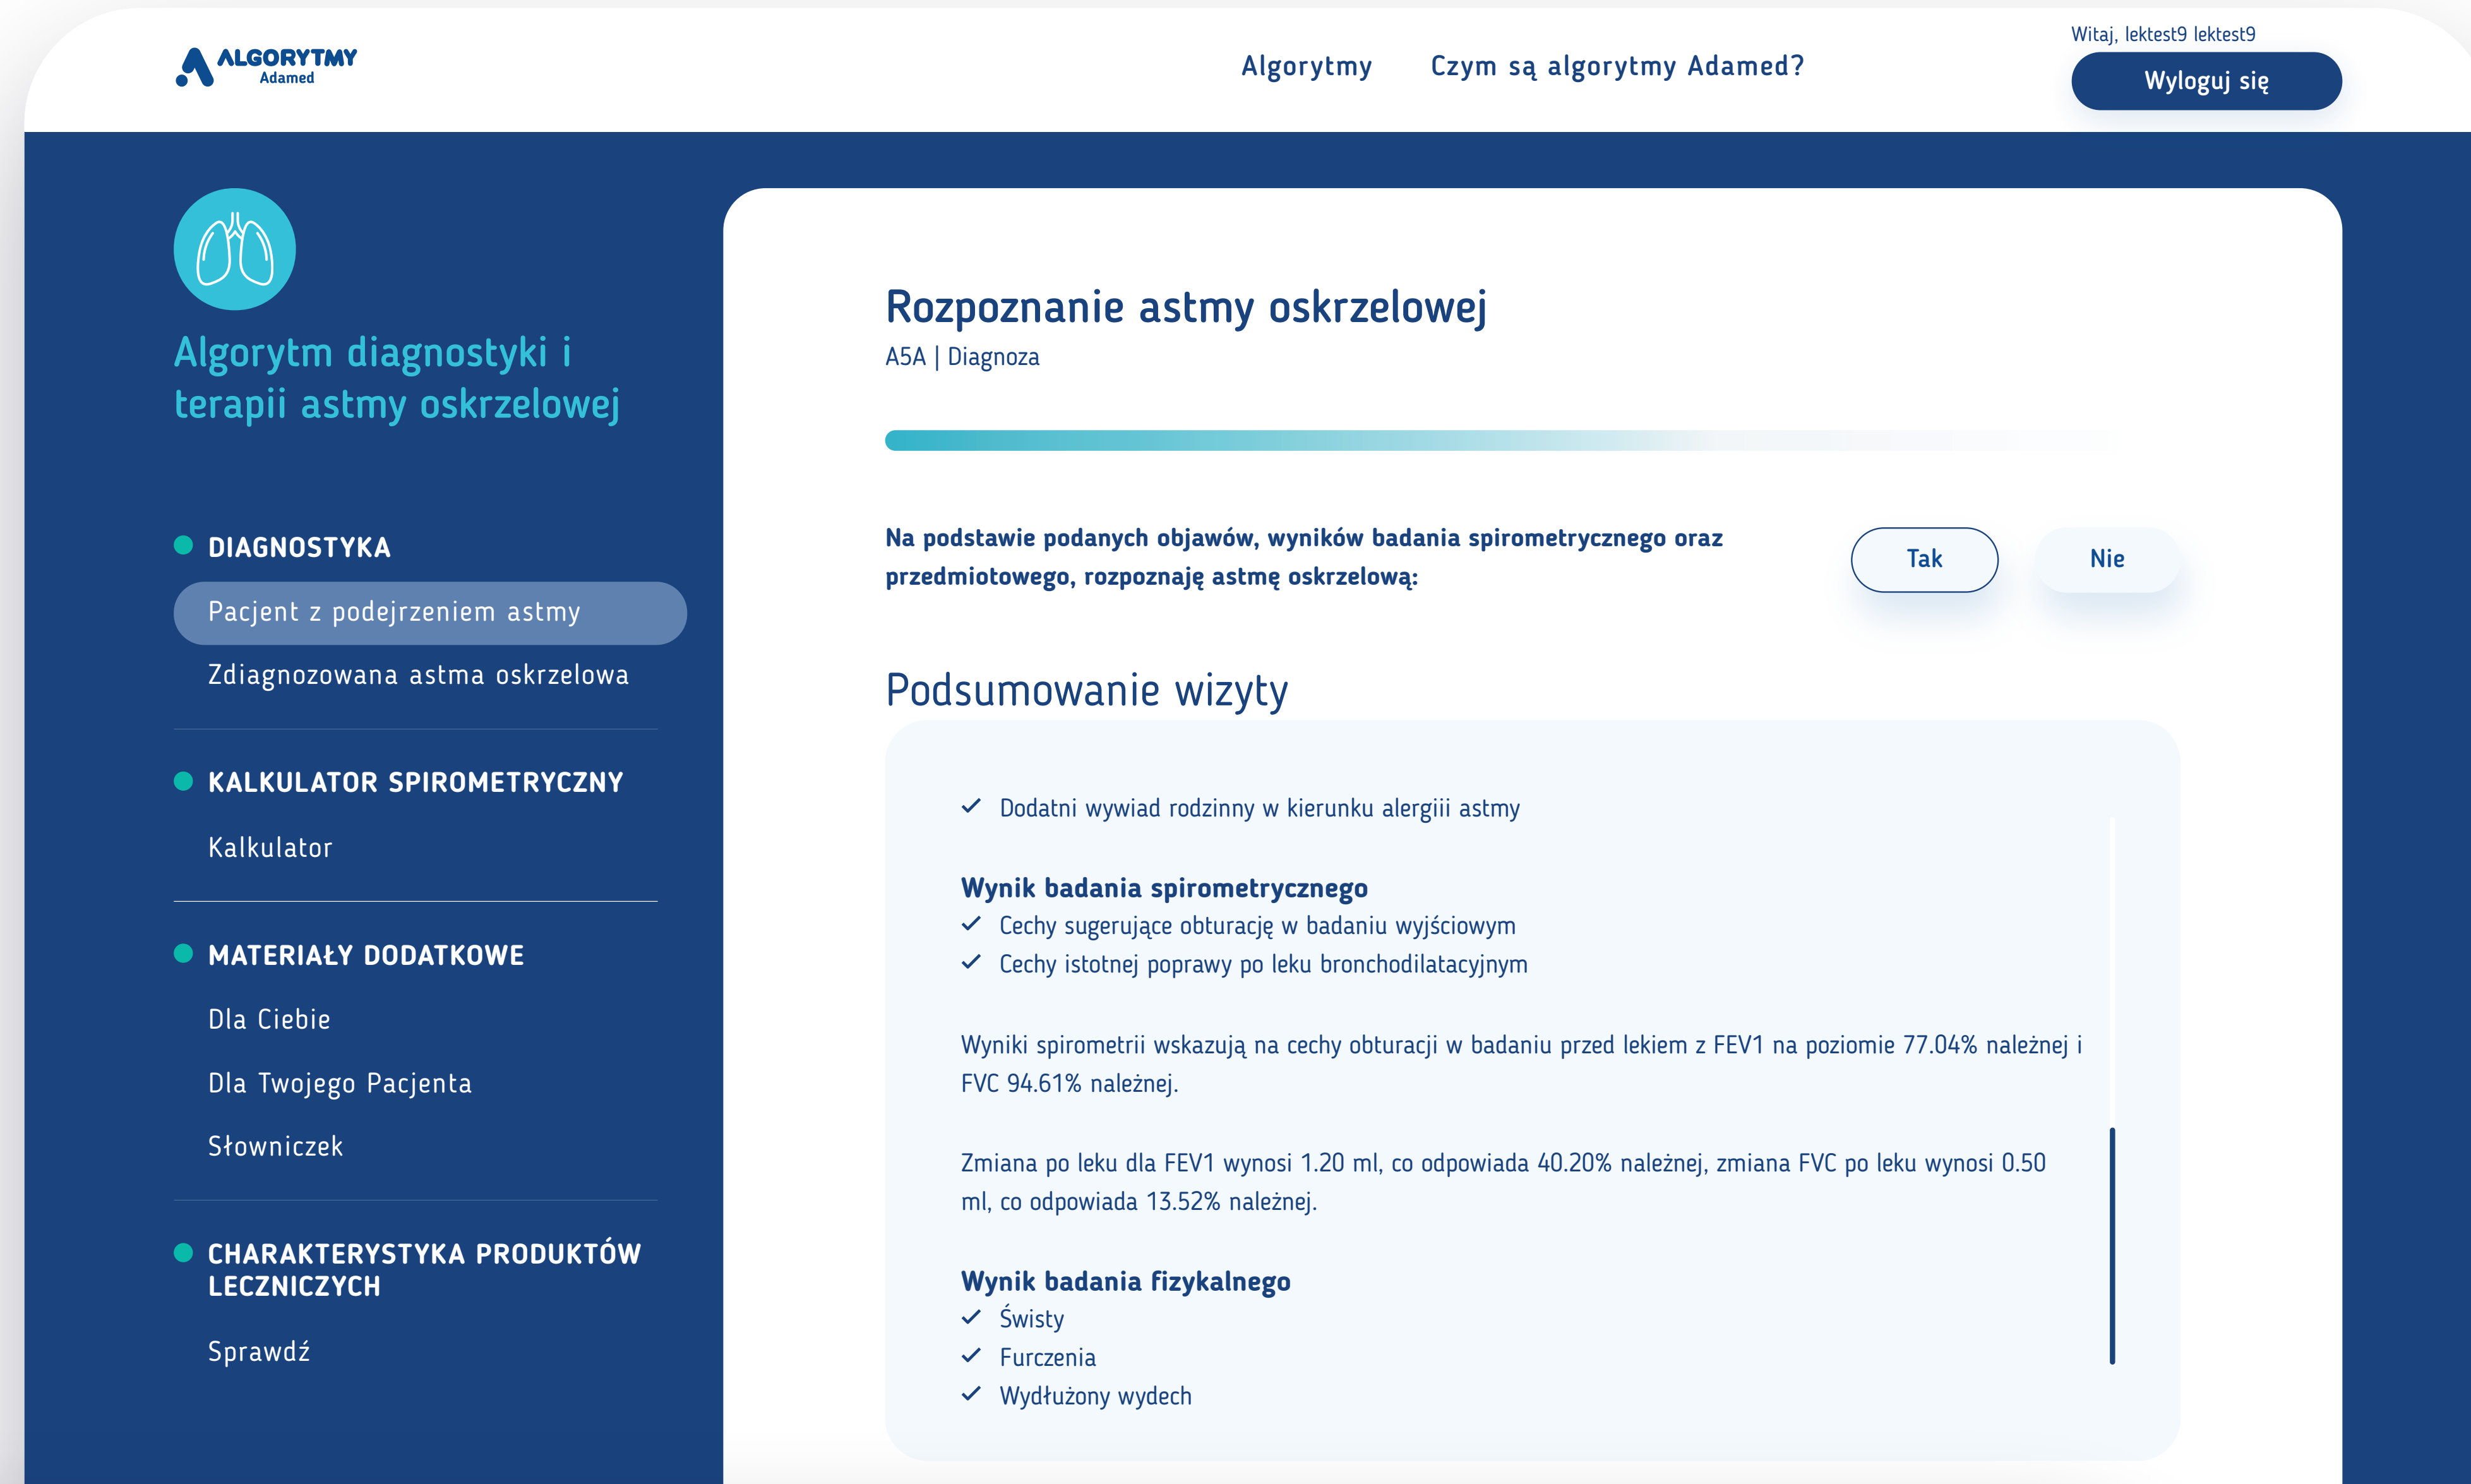 ALGORYTMY
Adamed
Algorytmy
Czym są algorytmy Adamed?
Witaj, lektest9 lektest9
Wyloguj się
Algorytm diagnostyki i
terapii astmy oskrzelowej
DIAGNOSTYKA
Pacjent z podejrzeniem astmy
Zdiagnozowana astma oskrzelowa
KALKULATOR SPIROMETRYCZNY
Kalkulator
MATERIAŁY DODATKOWE
Dla Ciebie
Dla Twojego Pacjenta
Słowniczek
CHARAKTERYSTYKA PRODUKTÓW
LECZNICZYCH
Sprawdź
Rozpoznanie astmy oskrzelowej
A5A | Diagnoza
Na podstawie podanych objawów, wyników badania spirometrycznego oraz
przedmiotowego, rozpoznaję astmę oskrzelową:
Tak
Nie
Podsumowanie wizyty
Dodatni wywiad rodzinny w kierunku alergiii astmy
Wynik badania spirometrycznego
Cechy sugerujące obturację w badaniu wyjściowym
Cechy istotnej poprawy po leku bronchodilatacyjnym
Wyniki spirometrii wskazują na cechy obturacji w badaniu przed lekiem z FEV1 na poziomie 77.04% należnej i
FVC 94.61% należnej.
Zmiana po leku dla FEV1 wynosi 1.20 ml, co odpowiada 40.20% należnej, zmiana FVC po leku wynosi 0.50
ml, co odpowiada 13.52% należnej.
Wynik badania fizykalnego
Świsty
Furczenia
Wydłużony wydech